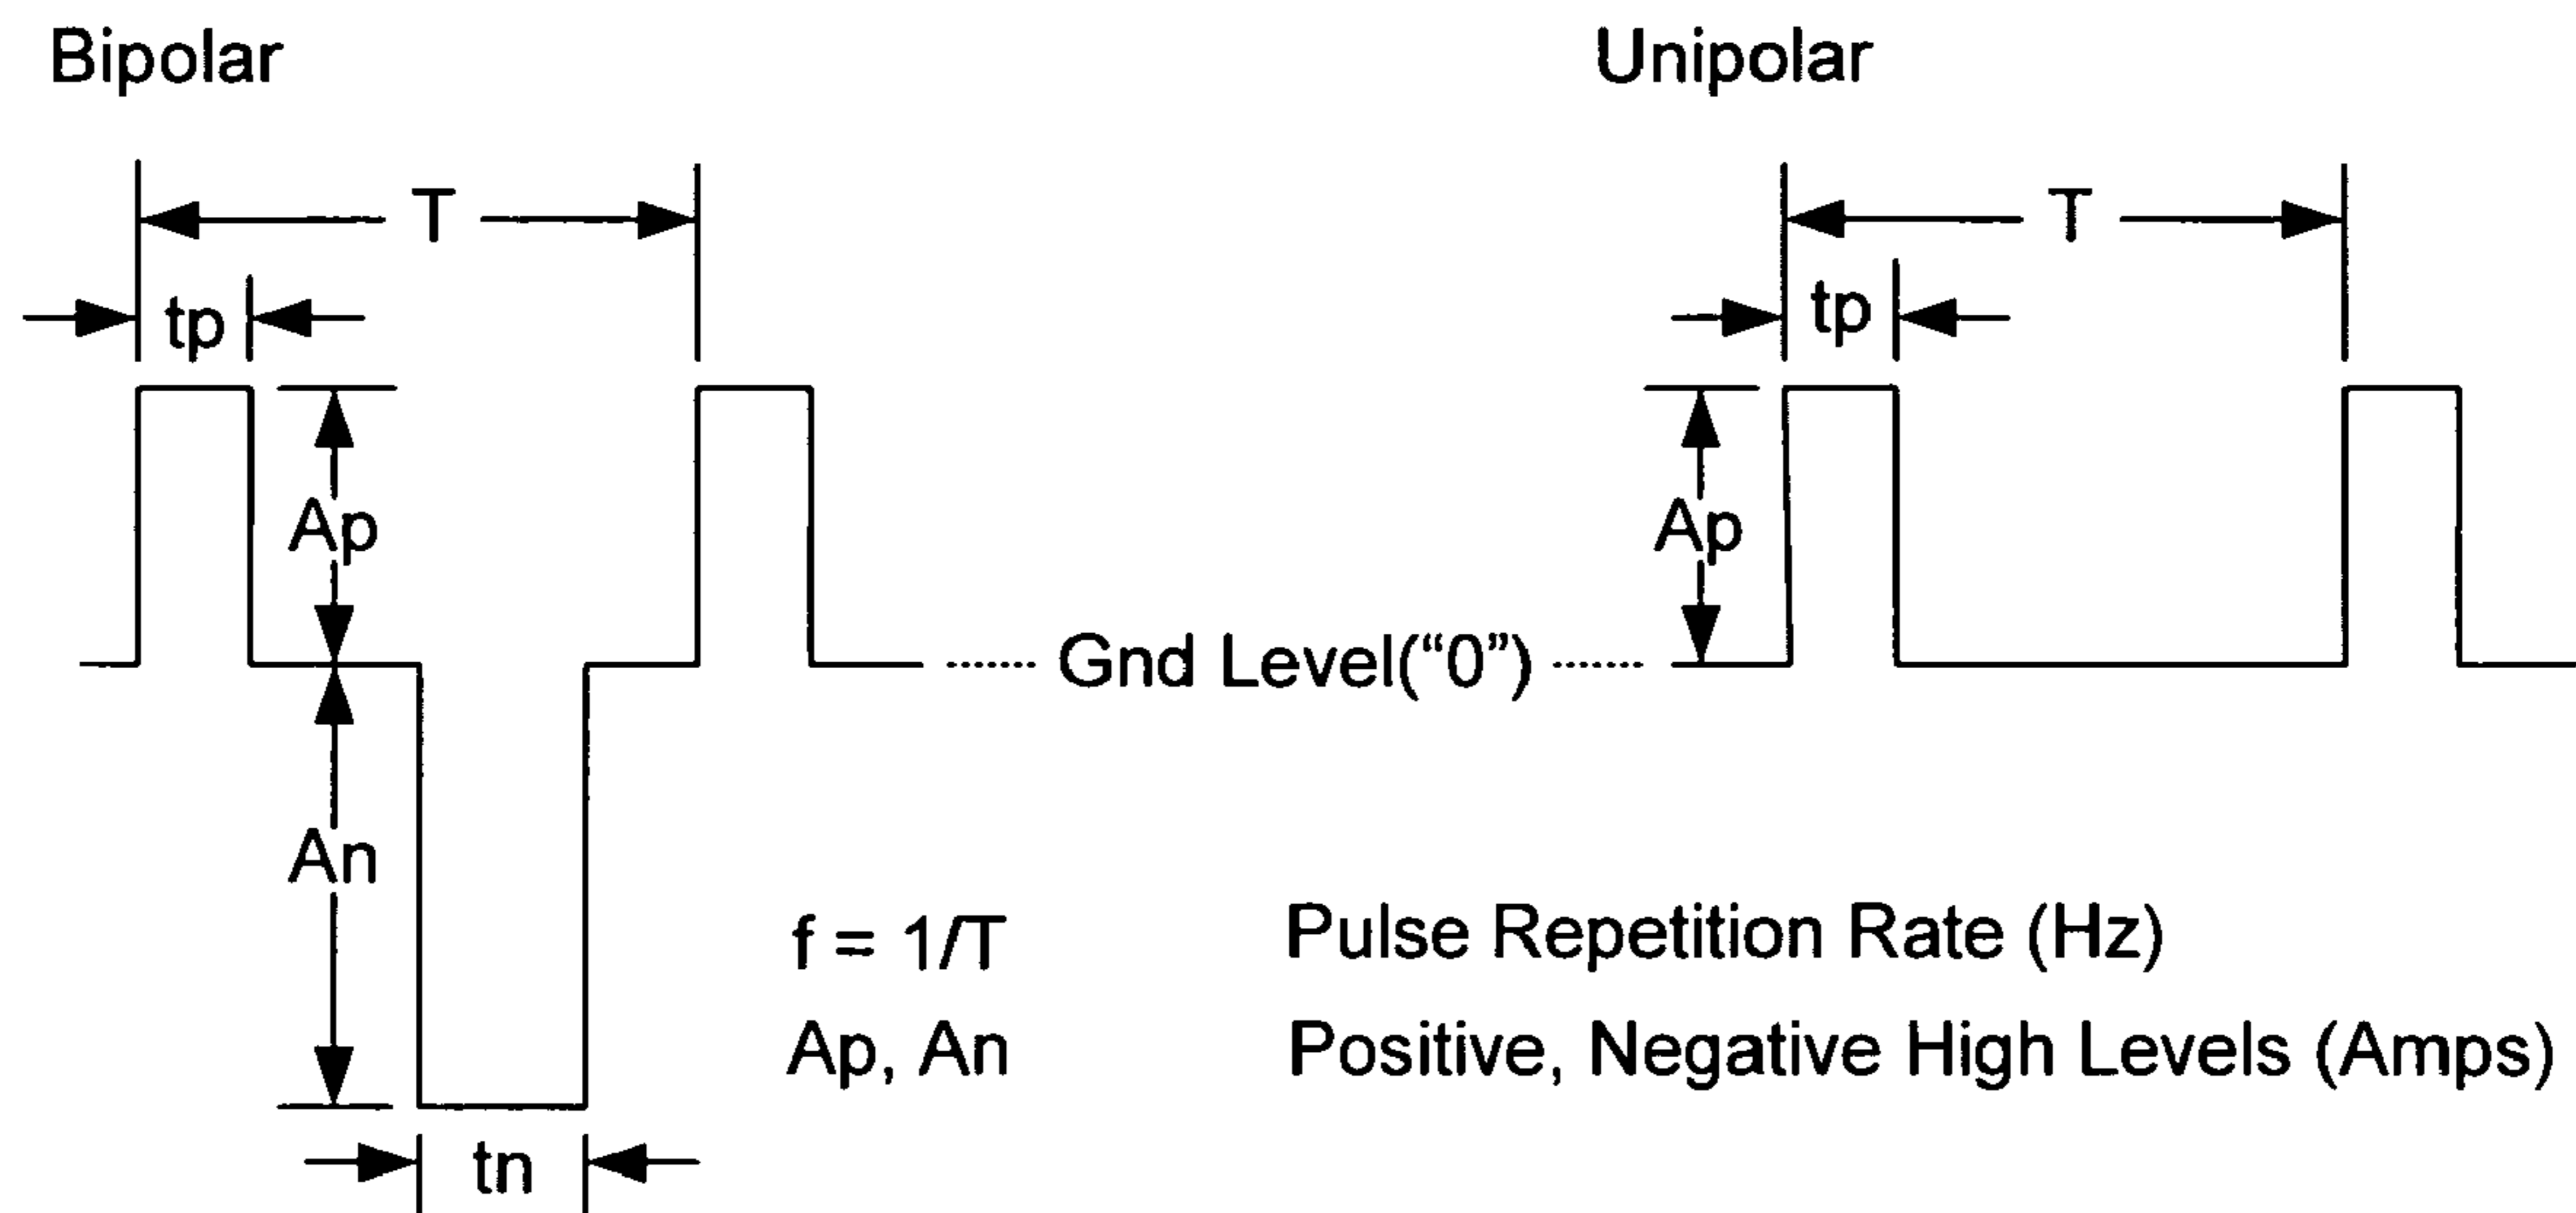 Bipolar
Unipolar
T
T
tp
tp
Ap
Ap
Gnd Level(“0”)
An
f = 1/T
Pulse Repetition Rate (Hz)
Ap, An
Positive, Negative High Levels (Amps)
tn